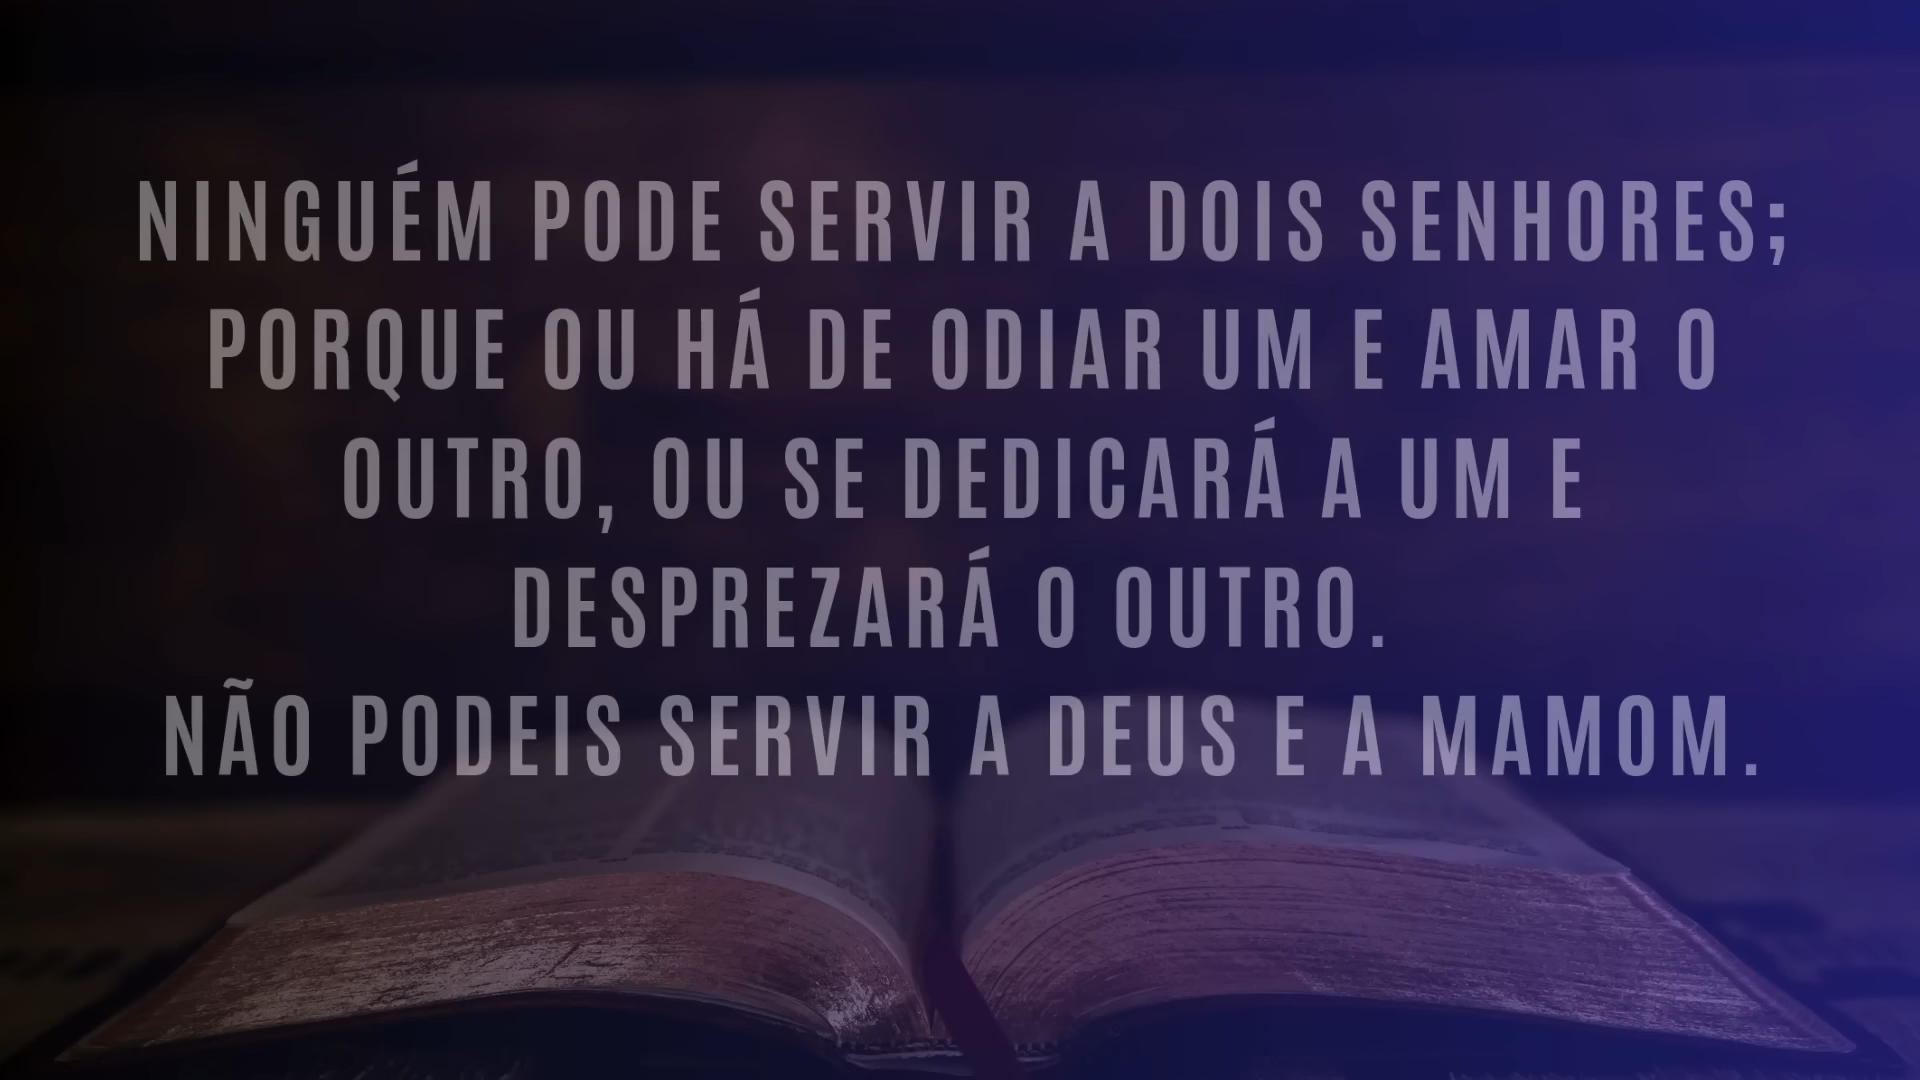 NINGUÉM PODE SERVIR A DOIS SENHORES;
PORQUE OU HÁ DE ODIAR UM E AMAR O
OUTRO, OU SE DEDICARÁ A UM E
DESPREZARÁ O OUTRO.
NÃO PODEIS SERVIR A DEUS E A MAMOM.